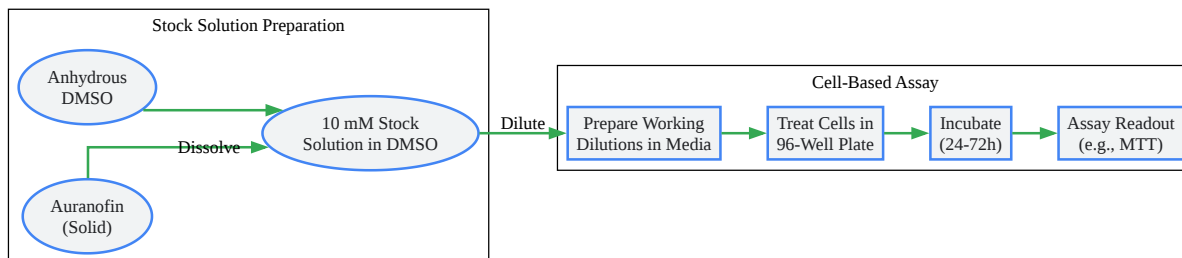 Stock Solution Preparation
Anhydrous
DMSO
Dissolve
Auranofin
(Solid)
10 mM Stock
Solution in DMSO
Dilute
Cell-Based Assay
Prepare Working
Dilutions in Media
Treat Cells in
96-Well Plate
Incubate
(24-72h)
Assay Readout
(e.g., MTT)